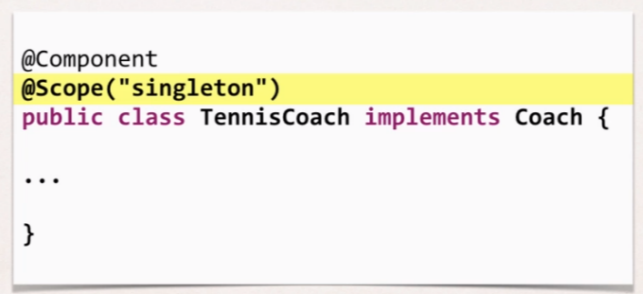 @Component
@Scope("singleton")
public class TennisCoach implements Coach {
...
}